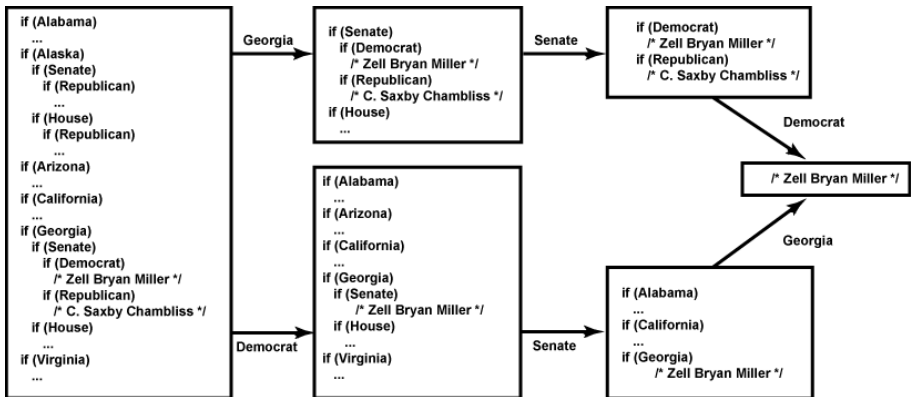 if (Alabama)
...
if (Alaska)
if (Senate)
if (Republican)
...
if (House)
if (Republican)
...
if (Arizona)
...
if (California)
...
if (Georgia)
if (Senate)
if (Democrat)
/* Zell Bryan Miller */
if (Republican)
/* C. Saxby Chambliss */
if (House)
...
if (Virginia)
...
Georgia
if (Senate)
if (Democrat)
/* Zell Bryan Miller */
if (Republican)
/* C. Saxby Chambliss */
if (House)
...
Senate
if (Democrat)
/* Zell Bryan Miller */
if (Republican)
/* C. Saxby Chambliss */
Democrat
/* Zell Bryan Miller */
Democrat
if (Alabama)
...
if (Arizona)
...
if (California)
...
if (Georgia)
if (Senate)
/* Zell Bryan Miller */
if (House)
...
if (Virginia)
...
Senate
if (Alabama)
...
if (California)
...
if (Georgia)
/* Zell Bryan Miller */
Georgia